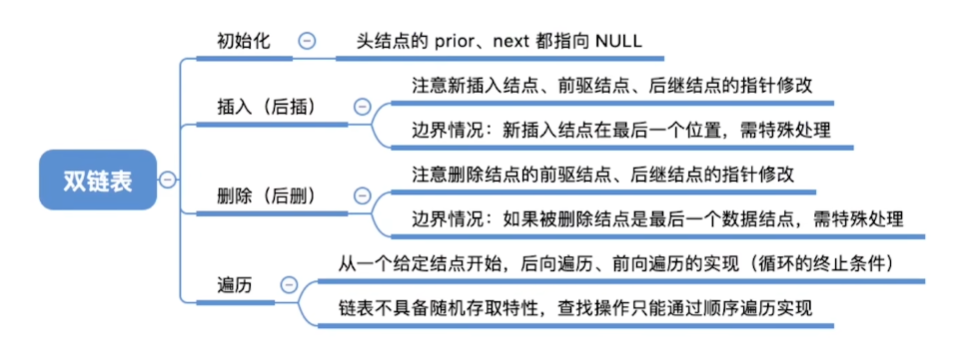 双链表
初始化
头结点的 prior、next 都指向 NULL
插入（后插）
注意新插入结点、前驱结点、后继结点的指针修改
边界情况：新插入结点在最后一个位置，需特殊处理
删除（后删）
注意删除结点的前驱结点、后继结点的指针修改
边界情况：如果被删除结点是最后一个数据结点，需特殊处理
遍历
从一个给定结点开始，后向遍历、前向遍历的实现（循环的终止条件）
链表不具备随机存取特性，查找操作只能通过顺序遍历实现